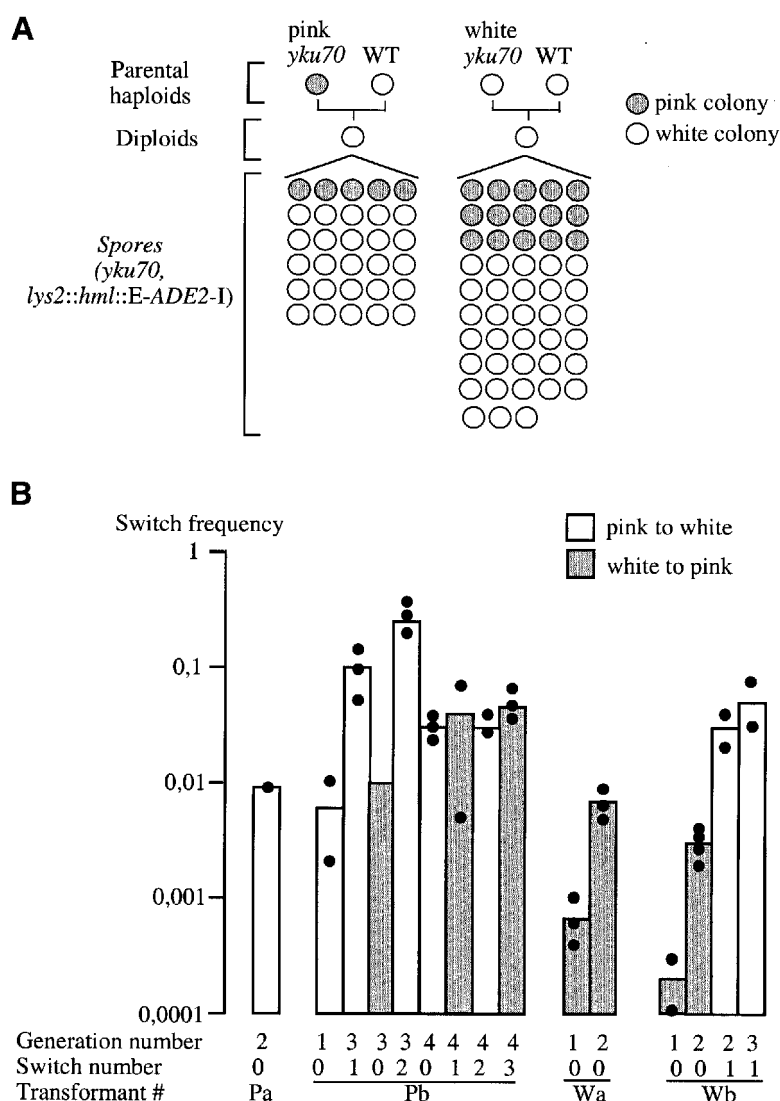 A
pink
yku70 WT
white
yku70 WT
Parental
haploids
pink colony
white colony
Diploids
Spores
(yku70,
lys2::hml::E-ADE2-I)
B
Switch frequency
pink to white
white to pink
1
0,1
0,01
0,001
0,0001
Generation number 2 1 3 3 3 4 4 4 4 1 2 1 2 2 3
Switch number 0 0 1 0 2 0 1 2 3 0 0 0 0 1 1
Transformant # Pa Pb Wa Wb